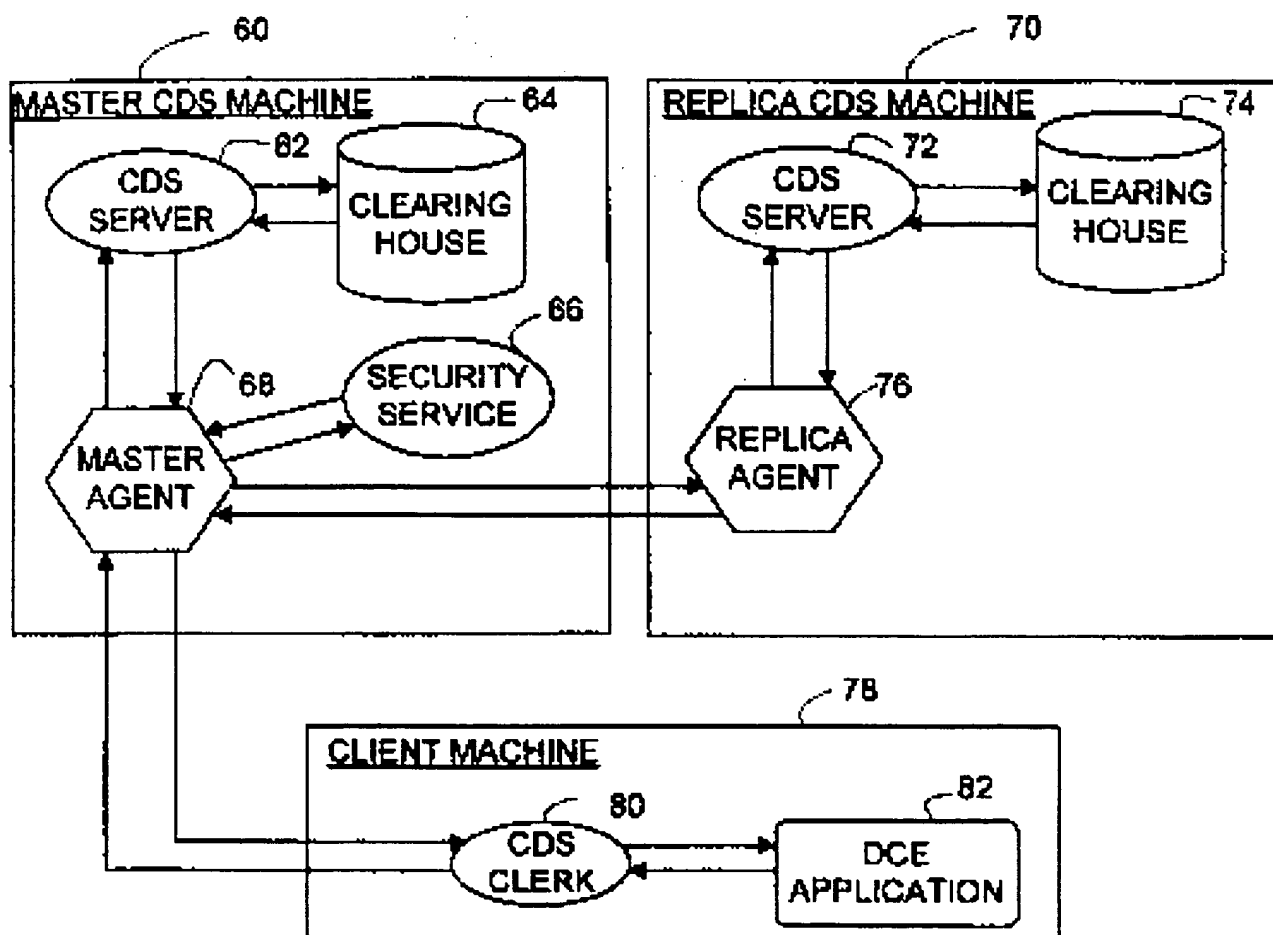 60
70
MASTER CDS MACHINE
64
62
CDS
SERVER
CLEARING
HOUSE
66
68
SECURITY
SERVICE
MASTER
AGENT
REPLICA CDS MACHINE
74
72
CDS
SERVER
CLEARING
HOUSE
76
REPLICA
AGENT
78
CLIENT MACHINE
80
CDS
CLERK
82
DCE
APPLICATION